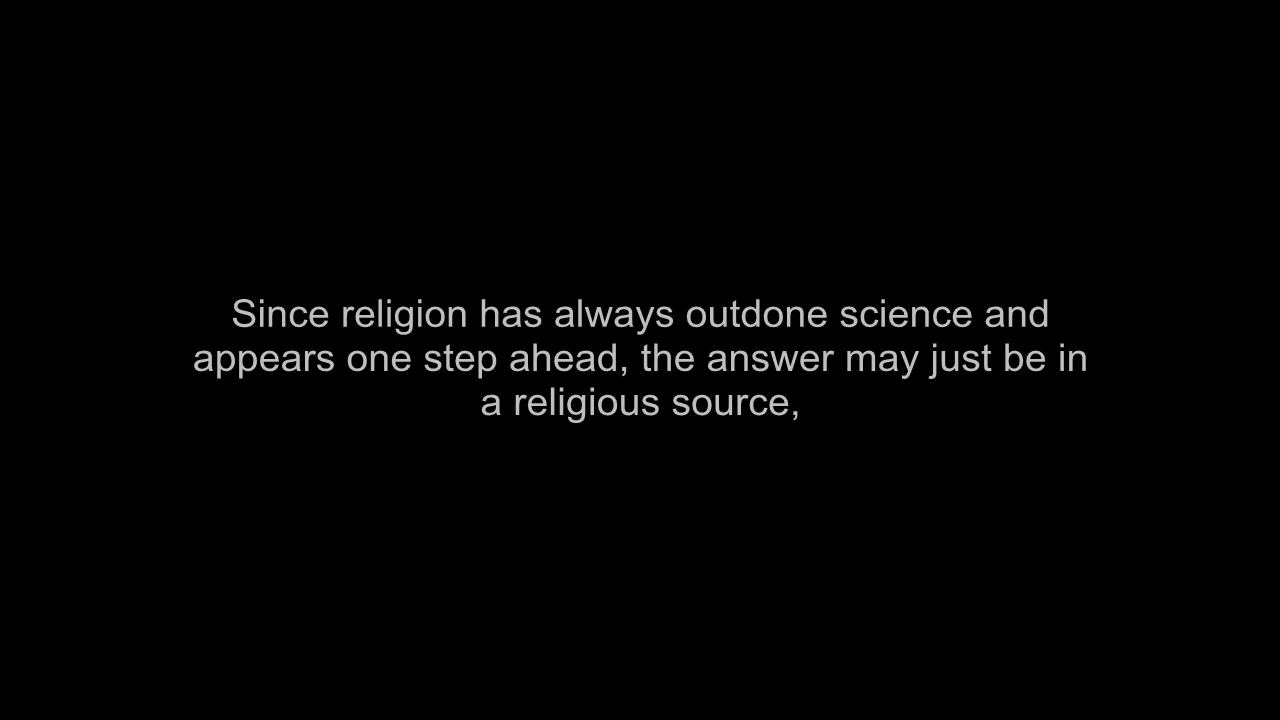 Since religion has always outdone science and
appears one step ahead, the answer may just be in
a religious source,